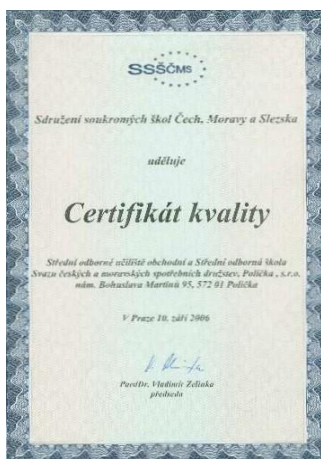 SSŠČMS
Sdružení soukromých škol Čech, Moravy a Slezska
uděluje
Certifikát kvality
Střední odborné učiliště obchodní a Střední odborná škola
Svazu českých a moravských spotřebních družstev, Polička , s.r.o.
nám. Bohuslava Martinů 95, 572 01 Polička
V Praze 10. září 2006
PaedDr. Vladimír Zelinka
předseda